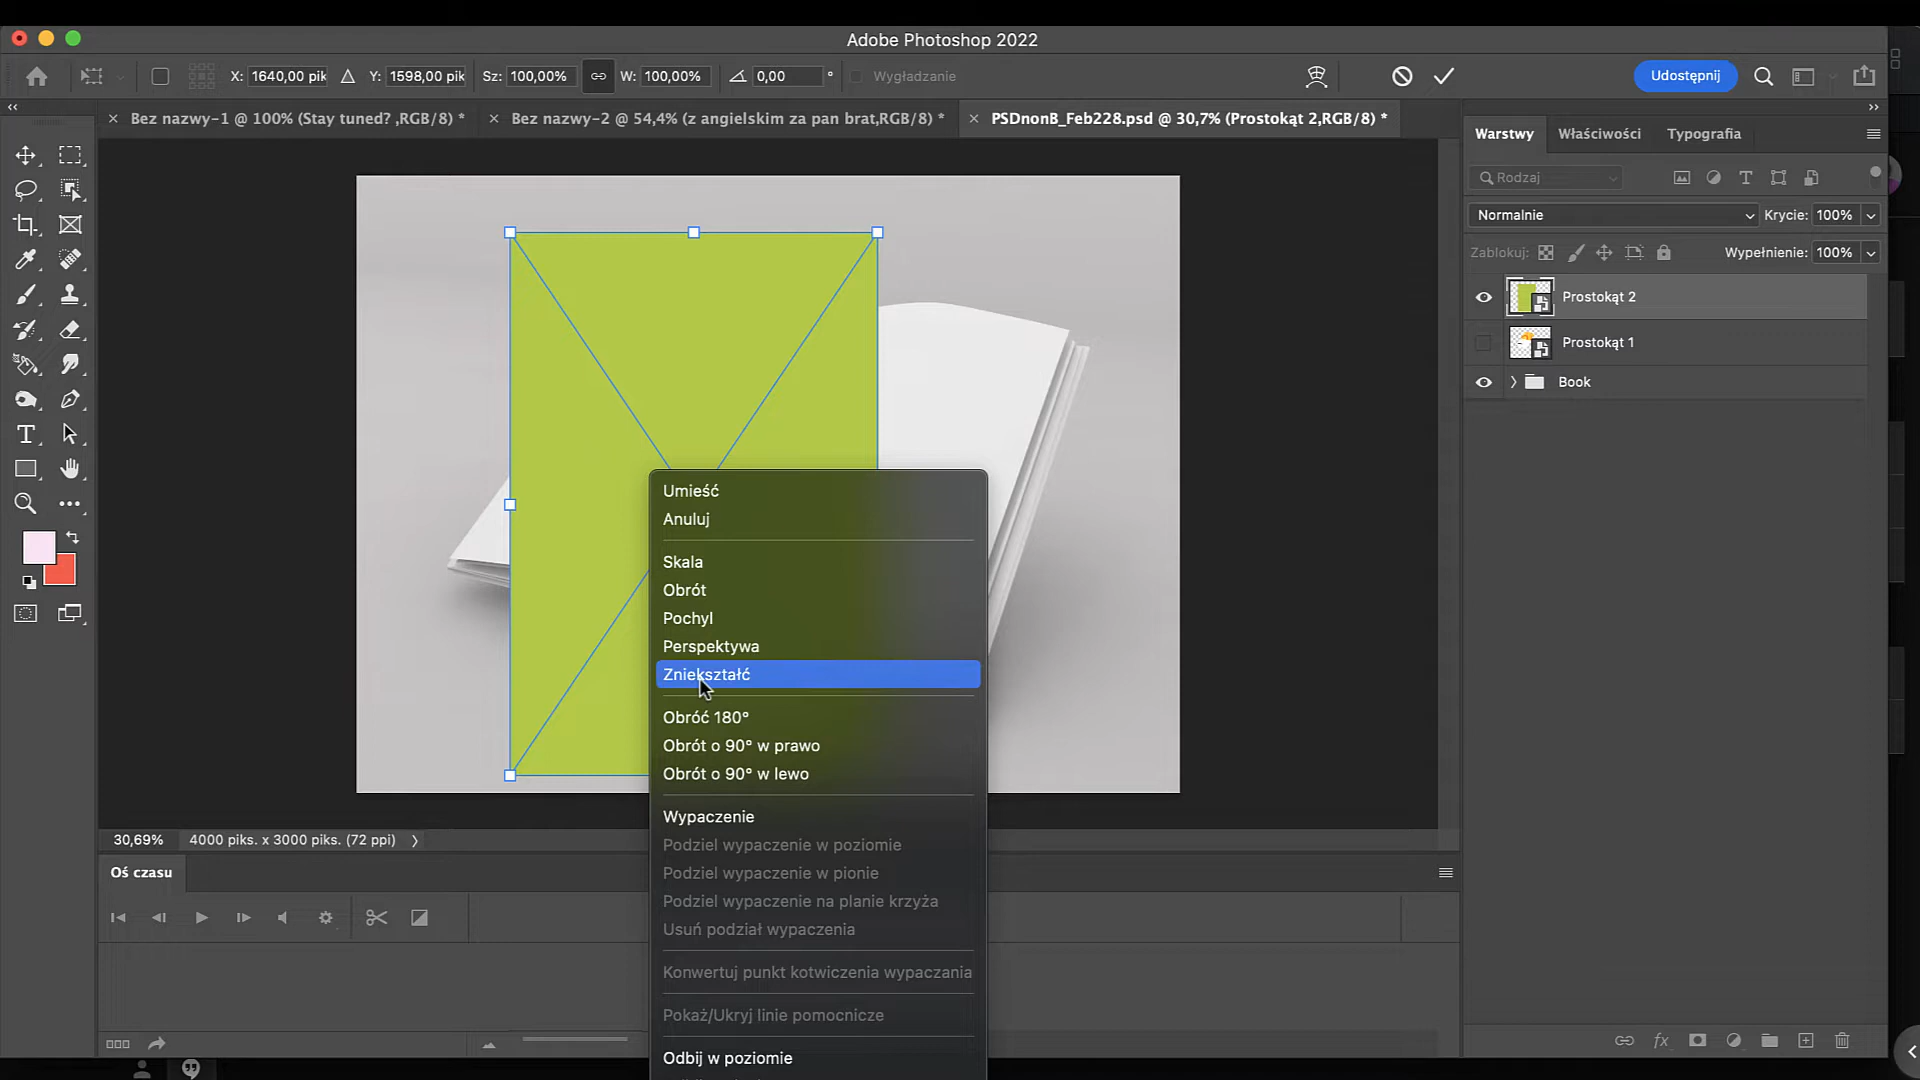 Adobe Photoshop 2022
X: 1640,00 pik Y: 1598,00 pik Sz: 100,00% W: 100,00% 0,00 ° Wygładzanie Udostępnij
Bez nazwy-1 @ 100% (Stay tuned? ,RGB/8) *
Bez nazwy-2 @ 54,4% (z angielskim za pan brat,RGB/8) *
PSDnonB_Feb228.psd @ 30,7% (Prostokąt 2,RGB/8) *
Warstwy Właściwości Typografia
Rodzaj
Normalnie Krycie: 100%
Zablokuj: Wypełnienie: 100%
Prostokąt 2
Prostokąt 1
Book
Umieść
Anuluj
Skala
Obrót
Pochyl
Perspektywa
Zniekształć
Obróć 180°
Obrót o 90° w prawo
Obrót o 90° w lewo
Wypaczenie
Podziel wypaczenie w poziomie
Podziel wypaczenie w pionie
Podziel wypaczenie na planie krzyża
Usuń podział wypaczenia
Konwertuj punkt kotwiczenia wypaczania
Pokaż/Ukryj linie pomocnicze
Odbij w poziomie
30,69% 4000 piks. x 3000 piks. (72 ppi)
Oś czasu